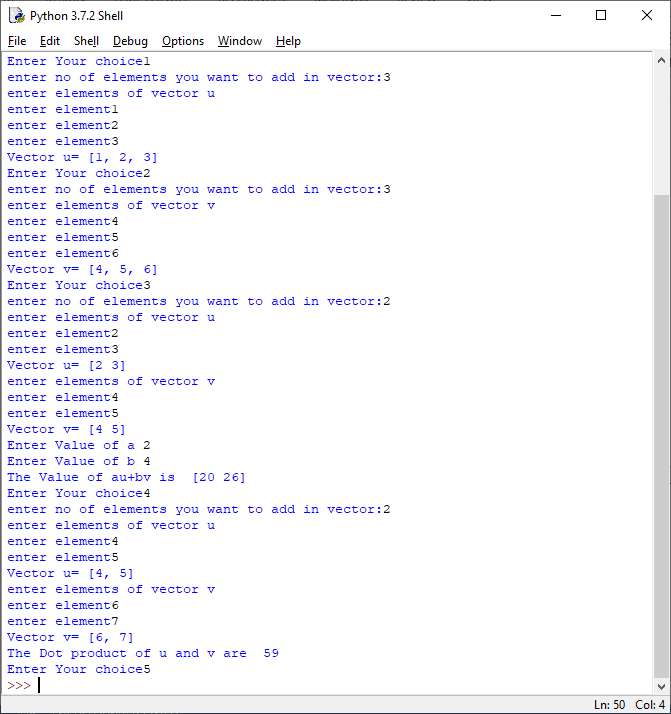 Python 3.7.2 Shell
File Edit Shell Debug Options Window Help
Enter Your choice1
enter no of elements you want to add in vector:3
enter elements of vector u
enter element1
enter element2
enter element3
Vector u= [1, 2, 3]
Enter Your choice2
enter no of elements you want to add in vector:3
enter elements of vector v
enter element4
enter element5
enter element6
Vector v= [4, 5, 6]
Enter Your choice3
enter no of elements you want to add in vector:2
enter elements of vector u
enter element2
enter element3
Vector u= [2 3]
enter elements of vector v
enter element4
enter element5
Vector v= [4 5]
Enter Value of a 2
Enter Value of b 4
The Value of au+bv is  [20 26]
Enter Your choice4
enter no of elements you want to add in vector:2
enter elements of vector u
enter element4
enter element5
Vector u= [4, 5]
enter elements of vector v
enter element6
enter element7
Vector v= [6, 7]
The Dot product of u and v are  59
Enter Your choice5
>>>
Ln: 50 Col: 4